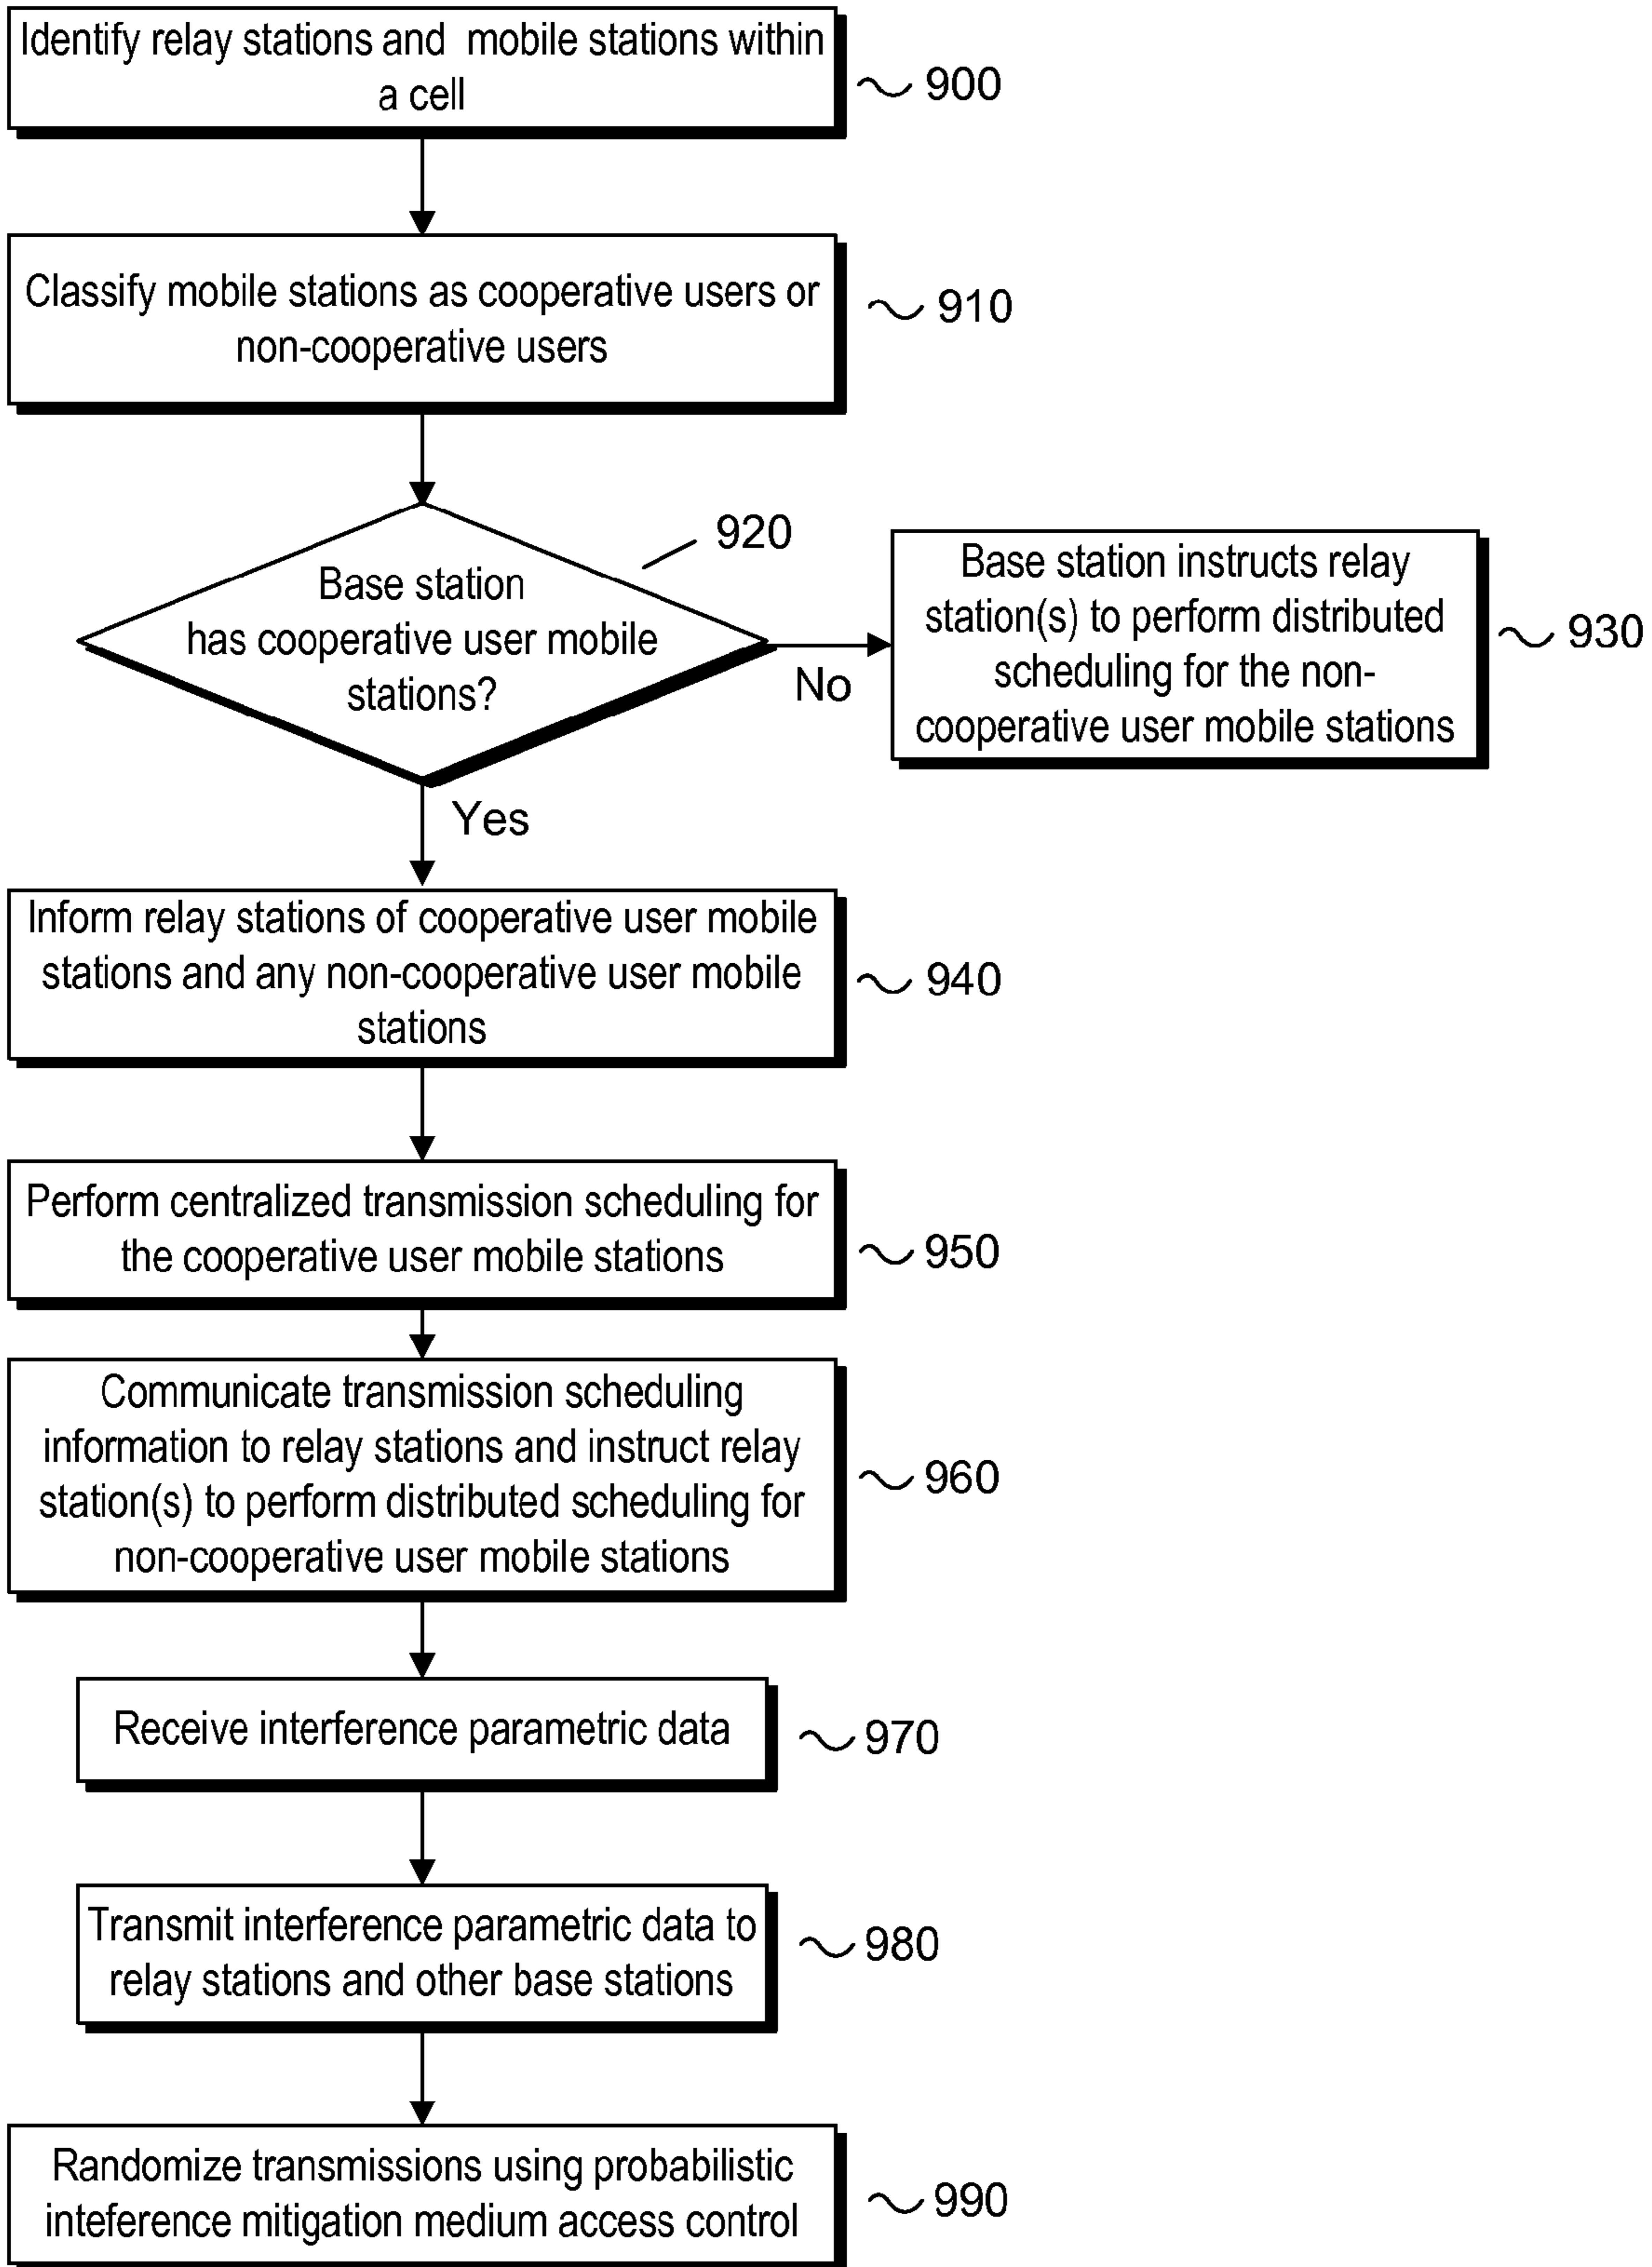 Identify relay stations and mobile stations within
a cell
900
Classify mobile stations as cooperative users or
non-cooperative users
910
920
Base station
has cooperative user mobile
stations?
No
Base station instructs relay
station(s) to perform distributed
scheduling for the non-
cooperative user mobile stations
930
Yes
Inform relay stations of cooperative user mobile
stations and any non-cooperative user mobile
stations
940
Perform centralized transmission scheduling for
the cooperative user mobile stations
950
Communicate transmission scheduling
information to relay stations and instruct relay
station(s) to perform distributed scheduling for
non-cooperative user mobile stations
960
Receive interference parametric data
970
Transmit interference parametric data to
relay stations and other base stations
980
Randomize transmissions using probabilistic
inteference mitigation medium access control
990